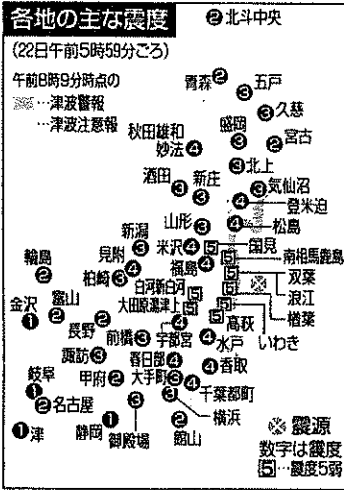 各地の主な震度
(22日午前5時59分ごろ)
午前8時9分時点の
…津波警報
…津波注意報
❷北斗中央
青森❷
五戸
❸
❸久慈
盛岡
❸
宮古
❷
秋田雄和
妙法❹
❸北上
酒田
❸
新庄
❸
❸気仙沼
❹登米迫
山形❸
❹松島
新潟
❸
米沢❹
5国見
見附
❹
福島❹
5南相馬鹿島
輪島
❷
柏崎❸
5双葉
白河新白河
5
5浪江
金沢
❶
富山
❷
大田原湯津上
5
5楢葉
長野
❷
5いわき
高萩
宇都宮
❹
前橋❸
水戸
❹
諏訪❸
春日部❹
❹香取
岐阜
❶
甲府❷
大手町❸
❹千葉都町
❷名古屋
❸横浜
❶津
静岡
❶
❸
御殿場
❷
館山
震源
数字は震度
5…震度5弱